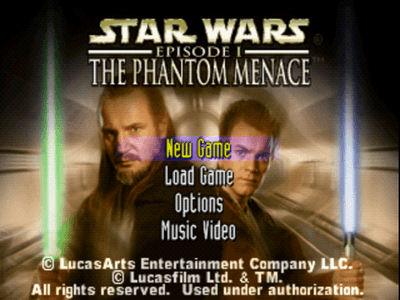 STAR WARS®
EPISODE I
THE PHANTOM MENACE™
New Game
Load Game
Options
Music Video
© LucasArts Entertainment Company LLC.
© Lucasfilm Ltd. & TM.
All rights reserved. Used under authorization.